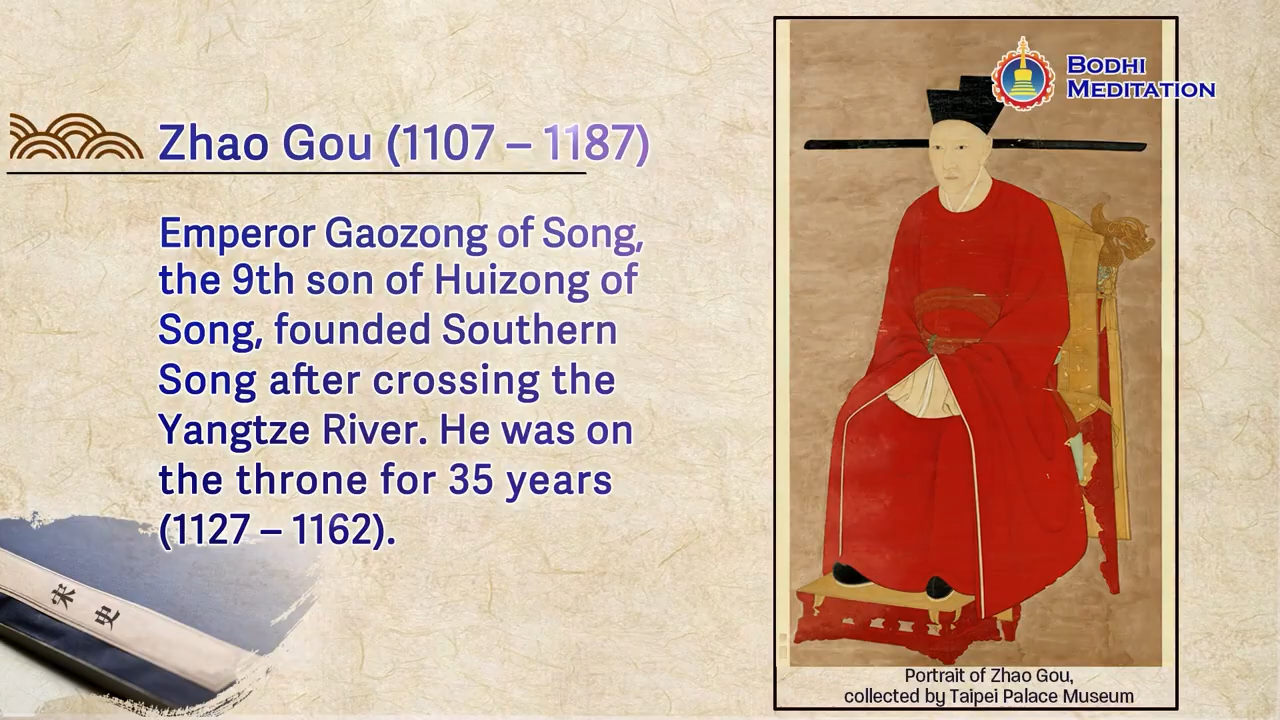 Zhao Gou (1107 – 1187)
Emperor Gaozong of Song,
the 9th son of Huizong of
Song, founded Southern
Song after crossing the
Yangtze River. He was on
the throne for 35 years
(1127 – 1162).
宋史
BODHI
MEDITATION
Portrait of Zhao Gou,
collected by Taipei Palace Museum